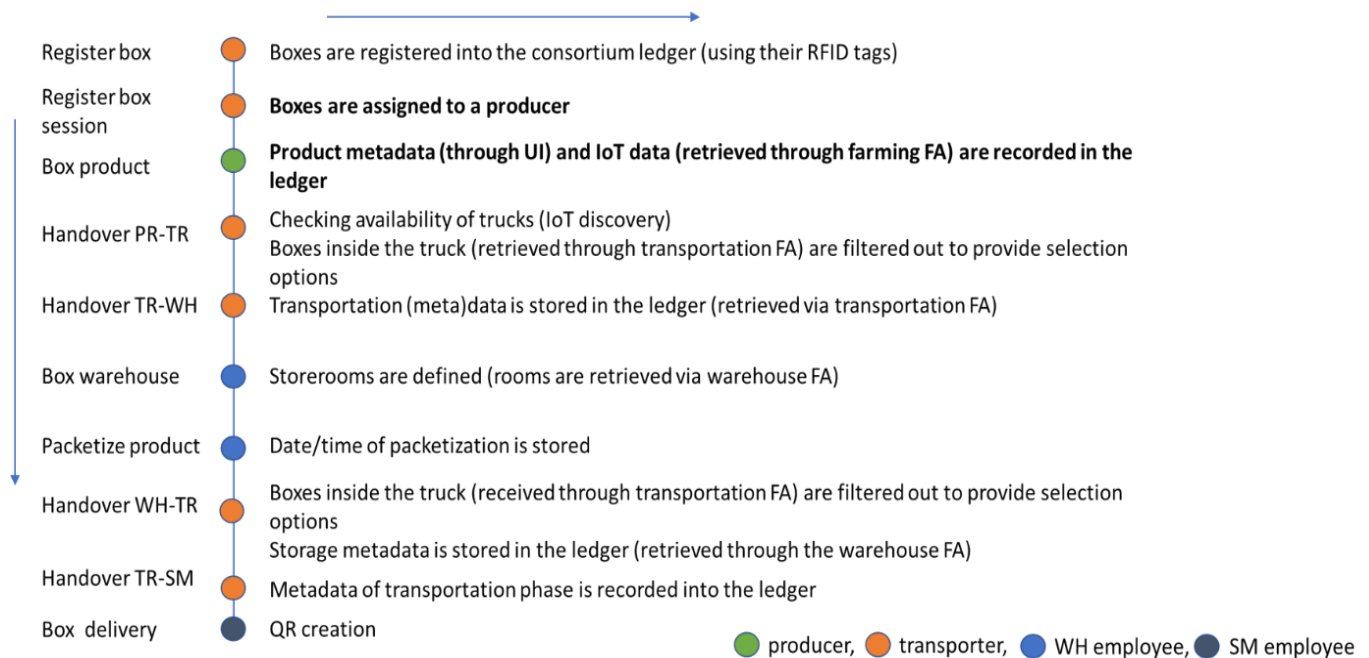 Register box
Boxes are registered into the consortium ledger (using their RFID tags)
Register box
session
Boxes are assigned to a producer
Box product
Product metadata (through UI) and IoT data (retrieved through farming FA) are recorded in the
ledger
Handover PR-TR
Checking availability of trucks (IoT discovery)
Boxes inside the truck (retrieved through transportation FA) are filtered out to provide selection
options
Handover TR-WH
Transportation (meta)data is stored in the ledger (retrieved via transportation FA)
Box warehouse
Storerooms are defined (rooms are retrieved via warehouse FA)
Packetize product
Date/time of packetization is stored
Handover WH-TR
Boxes inside the truck (received through transportation FA) are filtered out to provide selection
options
Storage metadata is stored in the ledger (retrieved through the warehouse FA)
Handover TR-SM
Metadata of transportation phase is recorded into the ledger
Box delivery
QR creation
producer, transporter, WH employee, SM employee